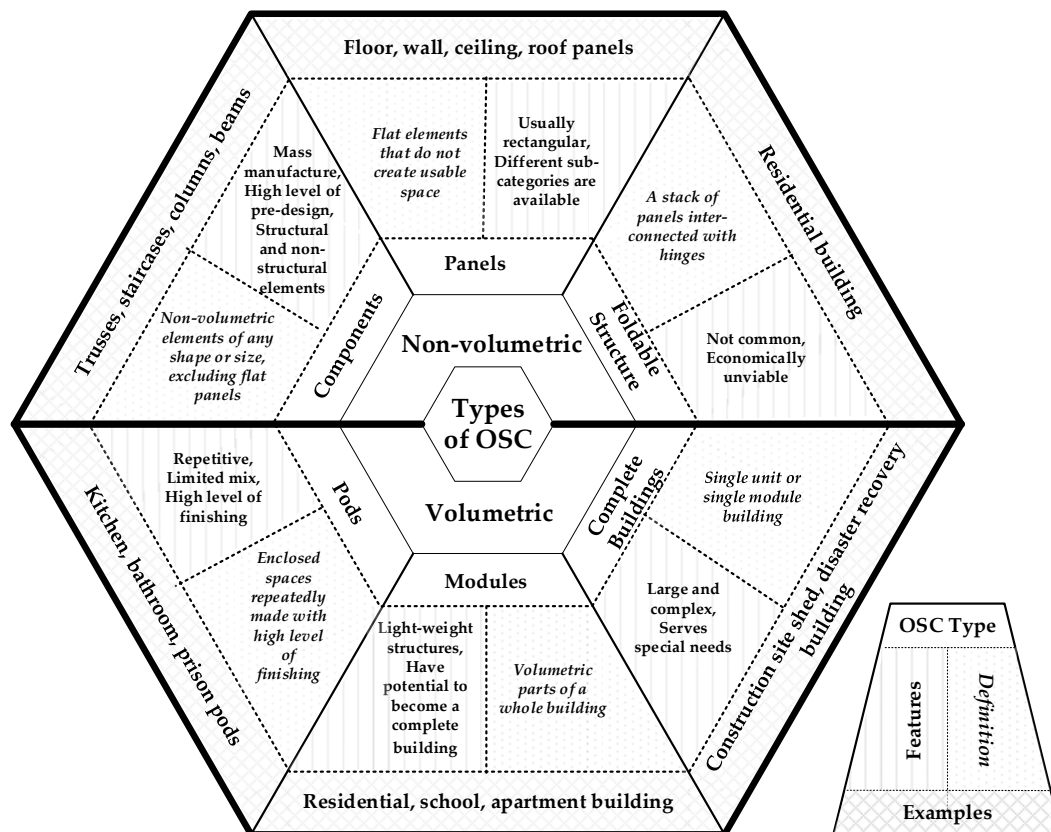 Floor, wall, ceiling, roof panels
Flat elements
that do not
create usable
space
Usually
rectangular,
Different sub-
categories are
available
Panels
Trusses, staircases, columns, beams
Mass
manufacture,
High level of
pre-design,
Structural
and non-
structural
elements
Non-volumetric
elements of any
shape or size,
excluding flat
panels
Components
Residential building
A stack of
panels inter-
connected with
hinges
Not common,
Economically
unviable
Foldable
Structure
Non-volumetric
Types
of OSC
Volumetric
Kitchen, bathroom, prison pods
Repetitive,
Limited mix,
High level of
finishing
Enclosed
spaces
repeatedly
made with
high level
of
finishing
Pods
Modules
Light-weight
structures,
Have
potential to
become a
complete
building
Volumetric
parts of a
whole building
Residential, school, apartment building
Complete
Buildings
Single unit or
single module
building
Large and
complex,
Serves
special needs
Construction site shed, disaster recovery
building
OSC Type
Features
Definition
Examples